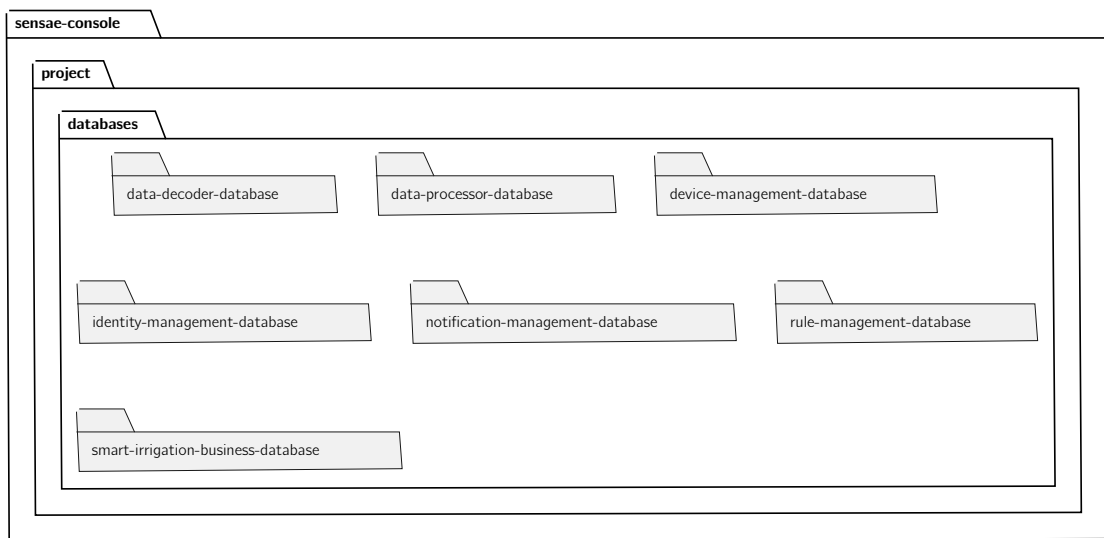 sensae-console
project
databases
data-decoder-database
data-processor-database
device-management-database
identity-management-database
notification-management-database
rule-management-database
smart-irrigation-business-database